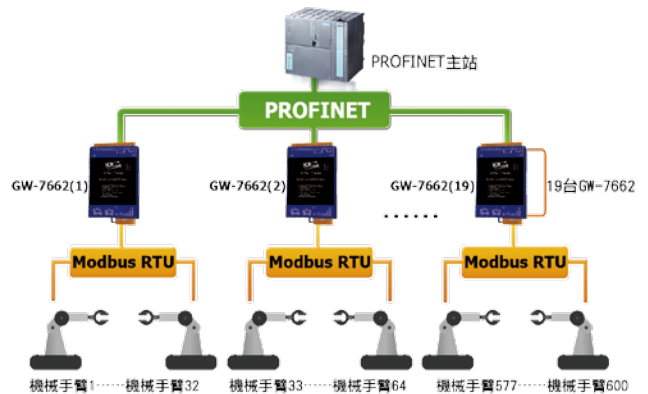 PROFINET主站
PROFINET
GW-7662(1)
GW-7662(2)
GW-7662(19)
19台GW-7662
......
Modbus RTU
Modbus RTU
Modbus RTU
機械手臂1······機械手臂32
機械手臂33······機械手臂64
機械手臂577······機械手臂600